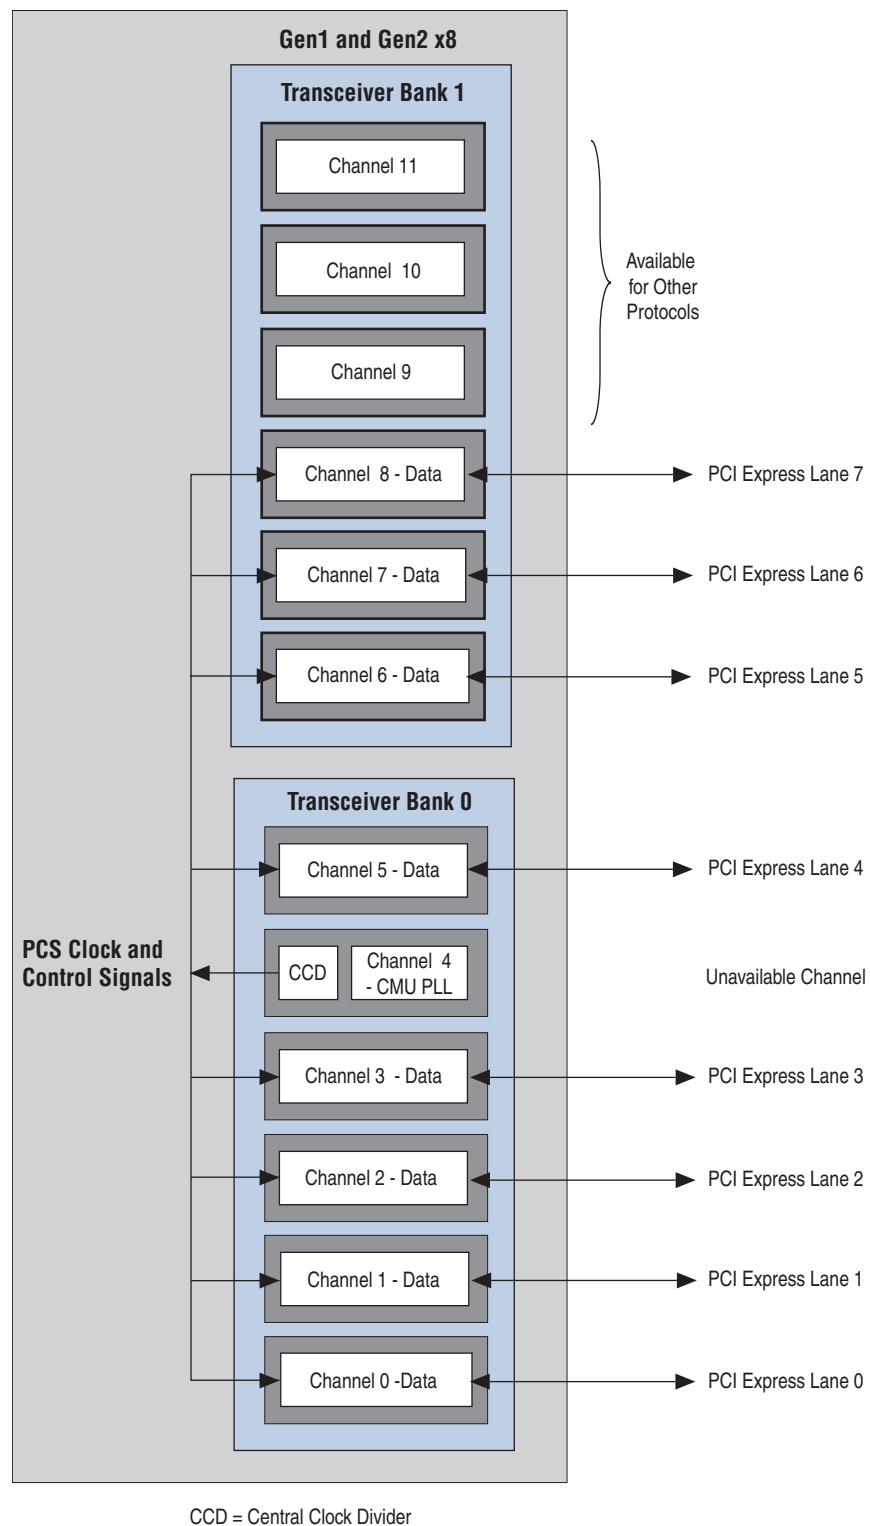 Gen1 and Gen2 x8
Transceiver Bank 1
Channel 11
Channel 10
Available
for Other
Protocols
Channel 9
Channel 8 - Data
PCI Express Lane 7
Channel 7 - Data
PCI Express Lane 6
Channel 6 - Data
PCI Express Lane 5
Transceiver Bank 0
Channel 5 - Data
PCI Express Lane 4
PCS Clock and
Control Signals
CCD
Channel 4
- CMU PLL
Unavailable Channel
Channel 3 - Data
PCI Express Lane 3
Channel 2 - Data
PCI Express Lane 2
Channel 1 - Data
PCI Express Lane 1
Channel 0 -Data
PCI Express Lane 0
CCD = Central Clock Divider